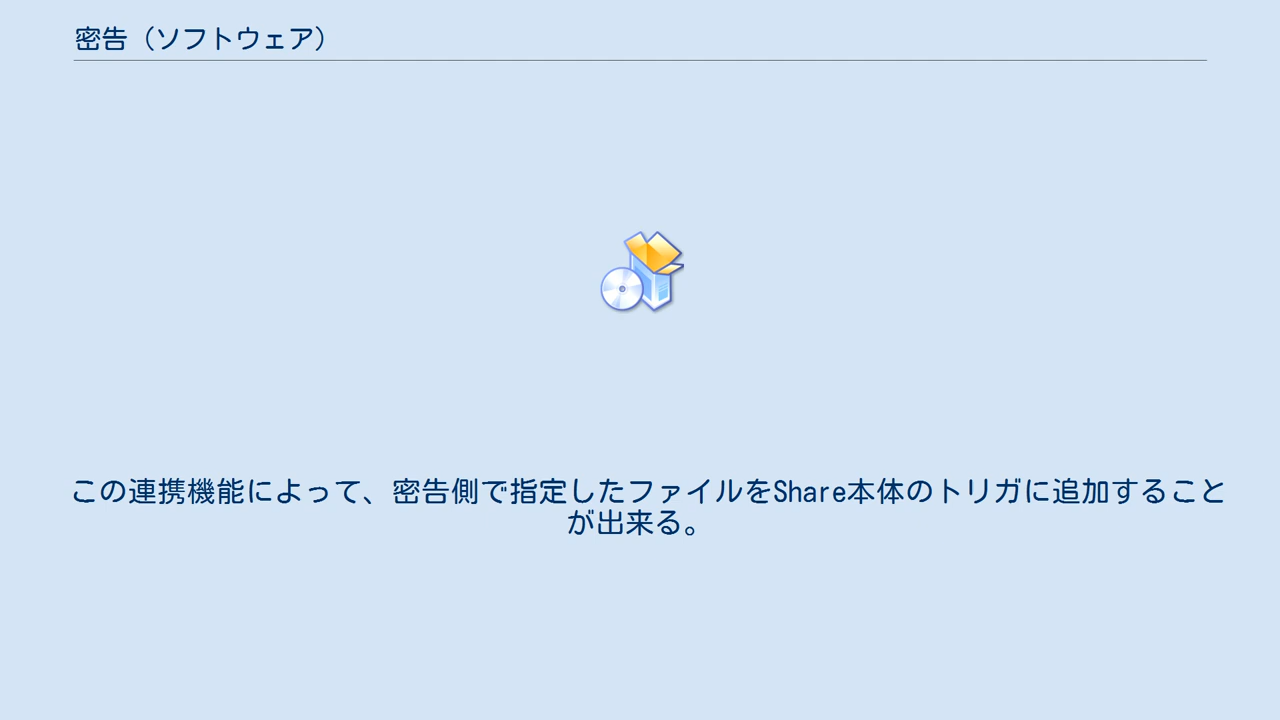 密告（ソフトウェア）
この連携機能によって、密告側で指定したファイルをShare本体のトリガに追加すること
が出来る。